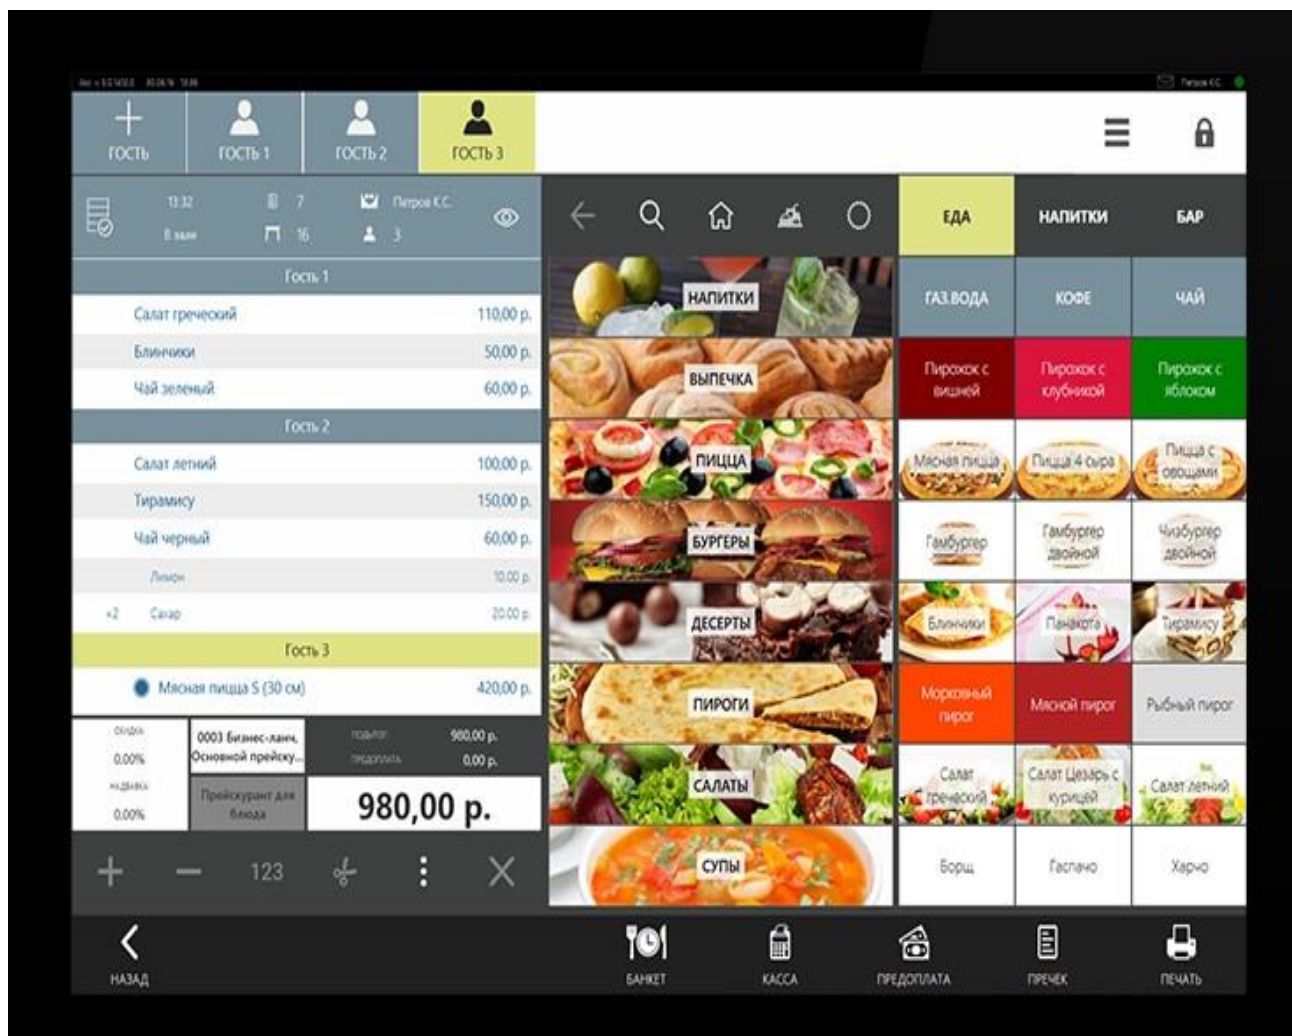 Петров К.С.
ГОСТЬ
ГОСТЬ 1
ГОСТЬ 2
ГОСТЬ 3
13:32
7
Петров К.С.
В зале
16
3
Гость 1
Салат греческий 110,00 р.
Блинчики 50,00 р.
Чай зеленый 60,00 р.
Гость 2
Салат летний 100,00 р.
Тирамису 150,00 р.
Чай черный 60,00 р.
Лимон 10,00 р.
×2 Сахар 20,00 р.
Гость 3
Мясная пицца S (30 см) 420,00 р.
СКИДКА
0.00%
НАДБАВКА
0.00%
0003 Бизнес-ланч,
Основной прейску...
Прейскурант для
блюда
ПОДЫТОГ 980,00 р.
ПРЕДОПЛАТА 0,00 р.
980,00 р.
123
НАПИТКИ
ВЫПЕЧКА
ПИЦЦА
БУРГЕРЫ
ДЕСЕРТЫ
ПИРОГИ
САЛАТЫ
СУПЫ
ЕДА
НАПИТКИ
БАР
ГАЗ.ВОДА
КОФЕ
ЧАЙ
Пирожок с
вишней
Пирожок с
клубникой
Пирожок с
яблоком
Мясная пицца
Пицца 4 сыра
Пицца с
овощами
Гамбургер
Гамбургер
двойной
Чизбургер
двойной
Блинчики
Панакота
Тирамису
Морковный
пирог
Мясной пирог
Рыбный пирог
Салат
греческий
Салат Цезарь с
курицей
Салат летний
Борщ
Гаспачо
Харчо
НАЗАД
БАНКЕТ
КАССА
ПРЕДОПЛАТА
ПРЕЧЕК
ПЕЧАТЬ